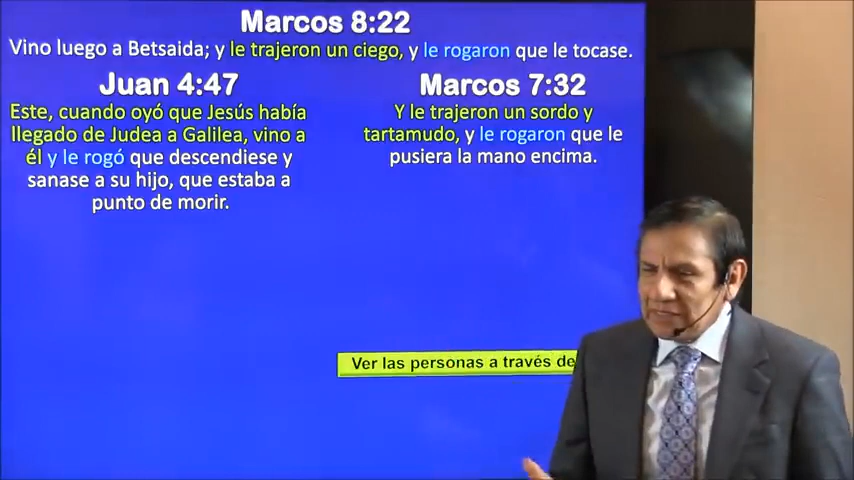 Marcos 8:22
Vino luego a Betsaida; y le trajeron un ciego, y le rogaron que le tocase.
Juan 4:47
Este, cuando oyó que Jesús había
llegado de Judea a Galilea, vino a
él y le rogó que descendiese y
sanase a su hijo, que estaba a
punto de morir.
Marcos 7:32
Y le trajeron un sordo y
tartamudo, y le rogaron que le
pusiera la mano encima.
Ver las personas a través de